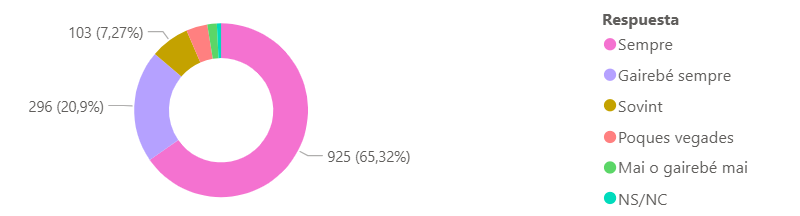 103 (7,27%)
296 (20,9%)
925 (65,32%)
Respuesta
Sempre
Gairebé sempre
Sovint
Poques vegades
Mai o gairebé mai
NS/NC